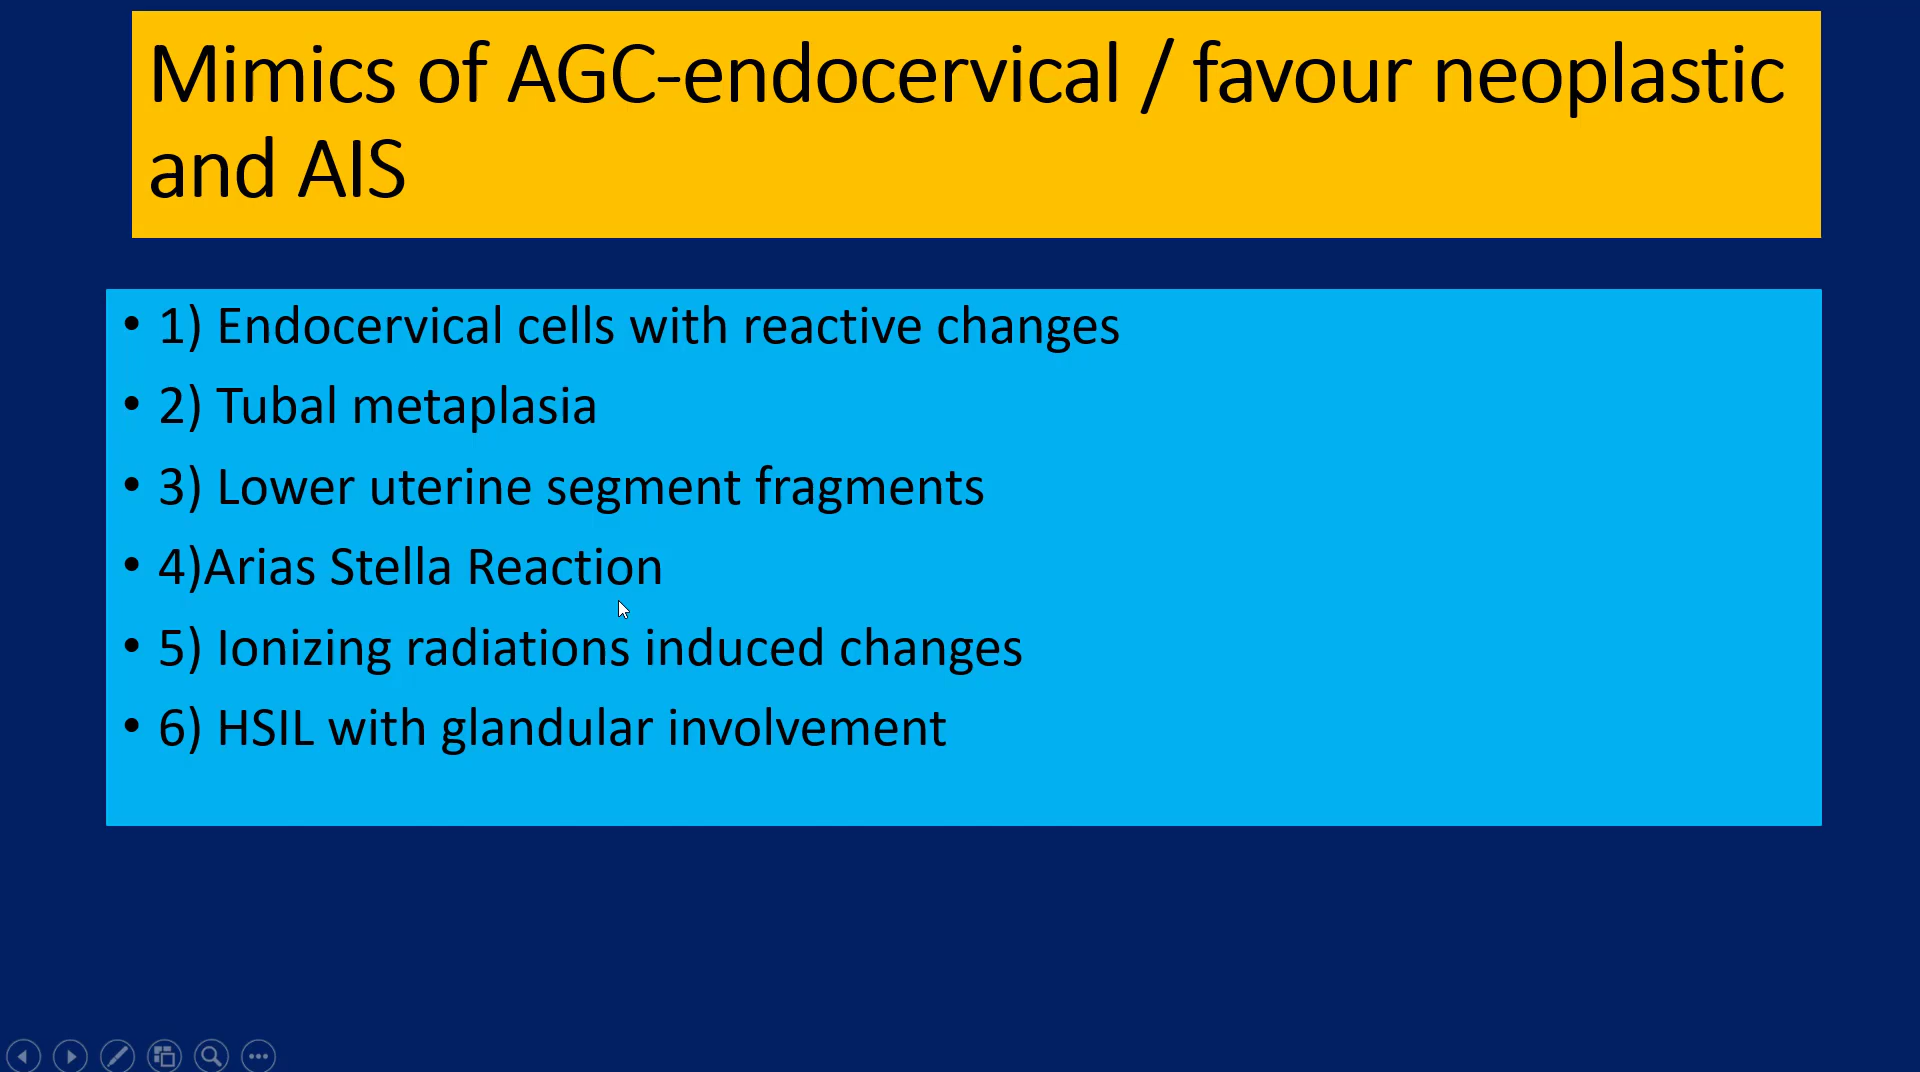 Mimics of AGC-endocervical / favour neoplastic
and AIS
• 1) Endocervical cells with reactive changes
• 2) Tubal metaplasia
• 3) Lower uterine segment fragments
• 4)Arias Stella Reaction
• 5) Ionizing radiations induced changes
• 6) HSIL with glandular involvement